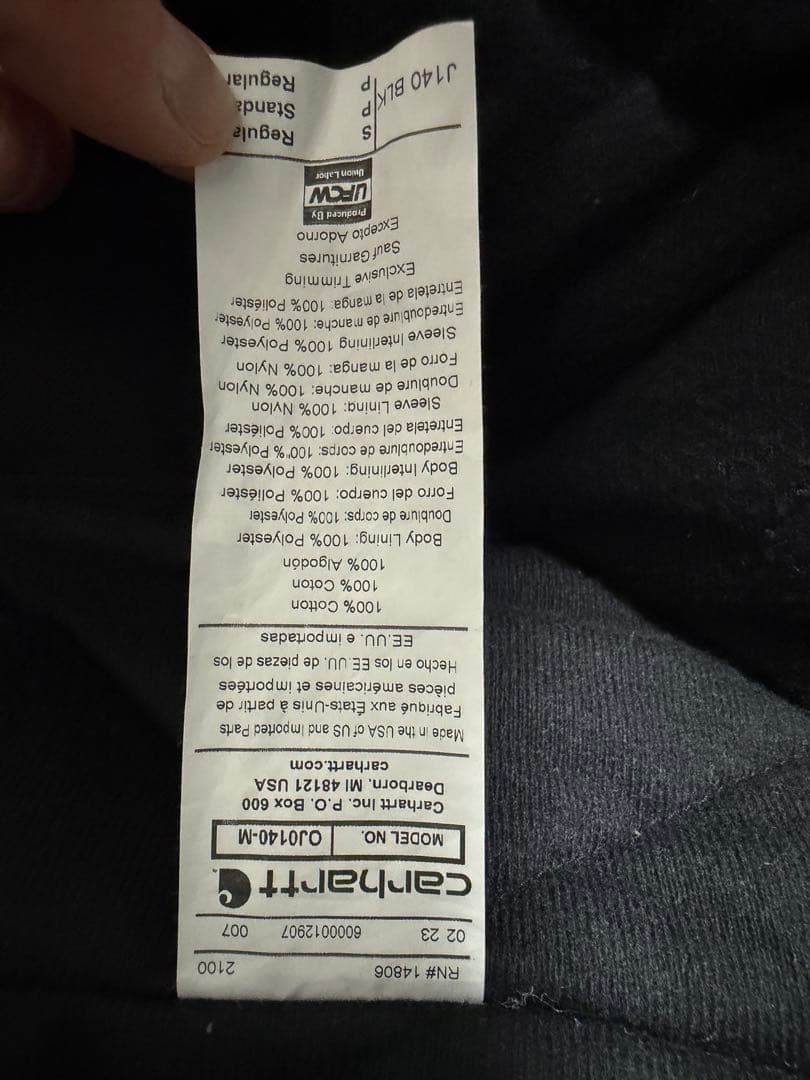 RN# 14806 2100
02 23 6000012907 007
carhartt
MODEL NO. OJ0140-M
Carhartt Inc. P.O. Box 600
Dearborn, MI 48121 USA
carhartt.com
Made in the USA of US and Imported Parts
Fabriqué aux États-Unis à partir de
pièces américaines et importées
Hecho en los EE.UU. de piezas de los
EE.UU. e importadas
100% Cotton
100% Coton
100% Algodón
Body Lining: 100% Polyester
Doublure de corps: 100% Polyester
Forro del cuerpo: 100% Poliéster
Body Interlining: 100% Polyester
Entredoublure de corps: 100% Polyester
Entretela del cuerpo: 100% Poliéster
Sleeve Lining: 100% Nylon
Doublure de manche: 100% Nylon
Forro de la manga: 100% Nylon
Sleeve Interlining 100% Polyester
Entredoublure de manche: 100% Polyester
Entretela de la manga: 100% Poliéster
Exclusive Trimming
Sauf Garnitures
Excepto Adorno
Produced By
UFCW
Union Labor
S Regula
P Standa
P Regular
J140 BLK